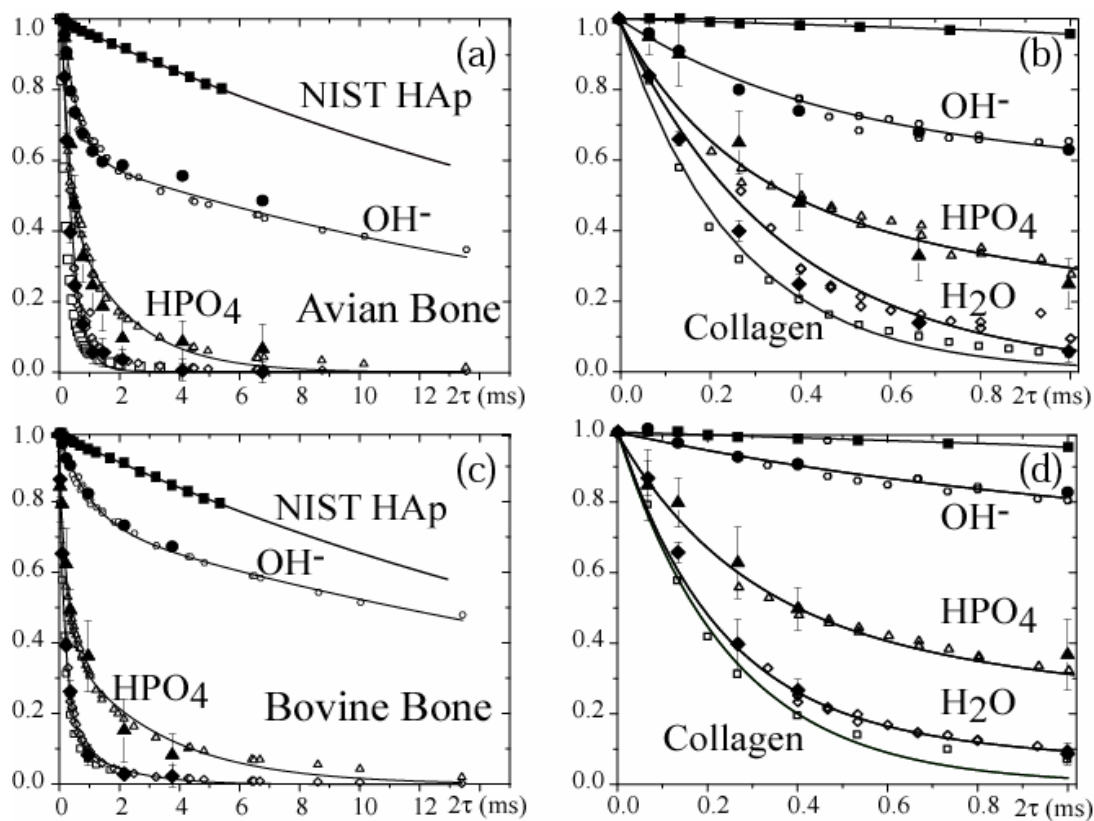 1.0 (a) 1.0 (b)
NIST HAp
0.8 0.8 OH-
0.6 0.6
OH-
0.4 0.4 HPO4
HPO4 H2O
0.2 Avian Bone 0.2 Collagen
0.0 0.0
0 2 4 6 8 10 12 2τ (ms) 0.0 0.2 0.4 0.6 0.8 2τ (ms)
1.0 (c) 1.0 (d)
NIST HAp
0.8 0.8 OH-
OH-
0.6 0.6
HPO4
0.4 0.4
HPO4 H2O
0.2 Bovine Bone 0.2 Collagen
0.0 0.0
0 2 4 6 8 10 12 2τ (ms) 0.0 0.2 0.4 0.6 0.8 2τ (ms)